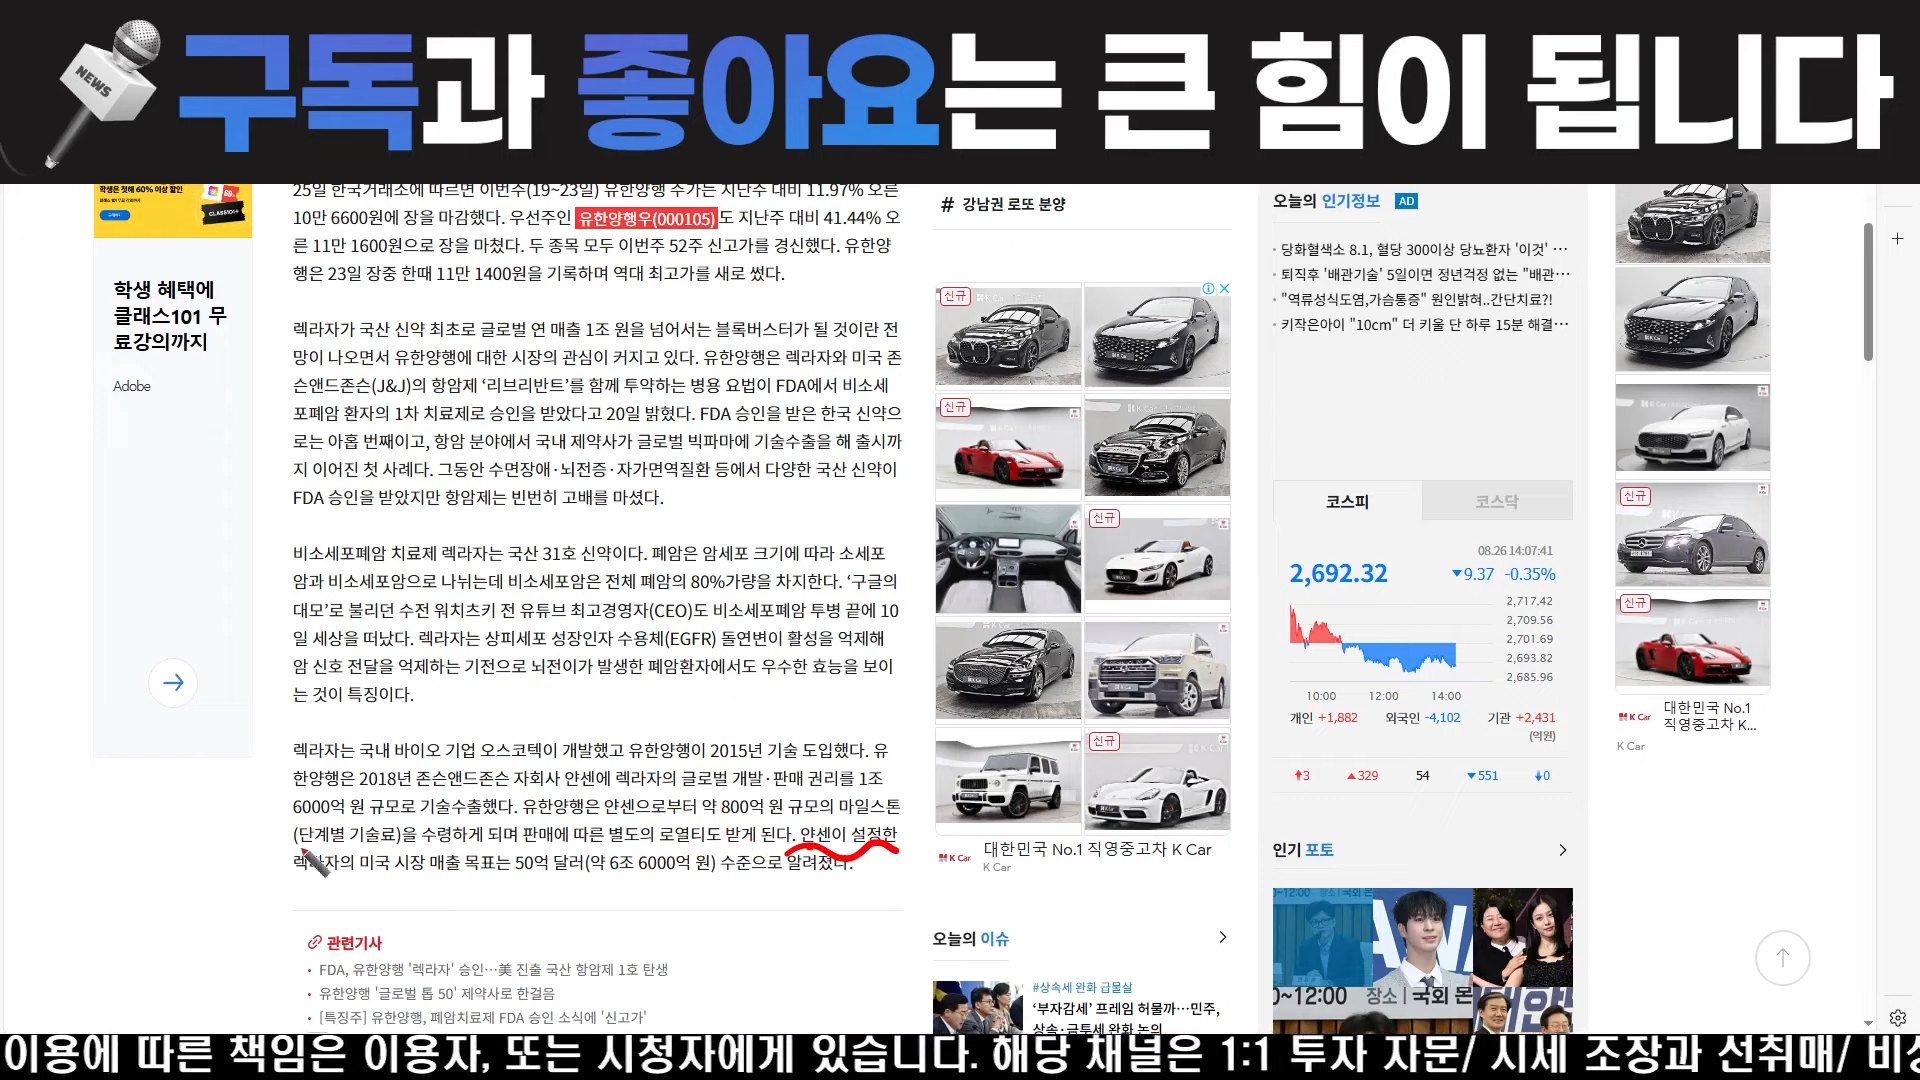 NEWS
구독과 좋아요는 큰 힘이 됩니다
학생은 첫해 60% 이상 할인
CLASS101+
학생 혜택에
클래스101 무
료강의까지
Adobe
25일 한국거래소에 따르면 이번주(19~23일) 유한양행 주가는 지난주 대비 11.97% 오른
10만 6600원에 장을 마감했다. 우선주인 유한양행우(000105)도 지난주 대비 41.44% 오
른 11만 1600원으로 장을 마쳤다. 두 종목 모두 이번주 52주 신고가를 경신했다. 유한양
행은 23일 장중 한때 11만 1400원을 기록하며 역대 최고가를 새로 썼다.
렉라자가 국산 신약 최초로 글로벌 연 매출 1조 원을 넘어서는 블록버스터가 될 것이란 전
망이 나오면서 유한양행에 대한 시장의 관심이 커지고 있다. 유한양행은 렉라자와 미국 존
슨앤드존슨(J&J)의 항암제 ‘리브리반트’를 함께 투약하는 병용 요법이 FDA에서 비소세
포폐암 환자의 1차 치료제로 승인을 받았다고 20일 밝혔다. FDA 승인을 받은 한국 신약으
로는 아홉 번째이고, 항암 분야에서 국내 제약사가 글로벌 빅파마에 기술수출을 해 출시까
지 이어진 첫 사례다. 그동안 수면장애·뇌전증·자가면역질환 등에서 다양한 국산 신약이
FDA 승인을 받았지만 항암제는 빈번히 고배를 마셨다.
비소세포폐암 치료제 렉라자는 국산 31호 신약이다. 폐암은 암세포 크기에 따라 소세포
암과 비소세포암으로 나뉘는데 비소세포암은 전체 폐암의 80%가량을 차지한다. ‘구글의
대모’로 불리던 수전 워치츠키 전 유튜브 최고경영자(CEO)도 비소세포폐암 투병 끝에 10
일 세상을 떠났다. 렉라자는 상피세포 성장인자 수용체(EGFR) 돌연변이 활성을 억제해
암 신호 전달을 억제하는 기전으로 뇌전이가 발생한 폐암환자에서도 우수한 효능을 보이
는 것이 특징이다.
렉라자는 국내 바이오 기업 오스코텍이 개발했고 유한양행이 2015년 기술 도입했다. 유
한양행은 2018년 존슨앤드존슨 자회사 얀센에 렉라자의 글로벌 개발·판매 권리를 1조
6000억 원 규모로 기술수출했다. 유한양행은 얀센으로부터 약 800억 원 규모의 마일스톤
(단계별 기술료)을 수령하게 되며 판매에 따른 별도의 로열티도 받게 된다. 얀센이 설정한
렉라자의 미국 시장 매출 목표는 50억 달러(약 6조 6000억 원) 수준으로 알려졌다.
관련기사
· FDA, 유한양행 '렉라자' 승인…美 진출 국산 항암제 1호 탄생
· 유한양행 '글로벌 톱 50' 제약사로 한걸음
· [특징주] 유한양행, 폐암치료제 FDA 승인 소식에 '신고가'
# 강남권 로또 분양
신규
신규
신규
신규
K Car
대한민국 No.1 직영중고차 K Car
K Car
오늘의 이슈
#상속세 완화 급물살
‘부자감세’ 프레임 허물까…민주,
상속·금투세 완화 논의
오늘의 인기정보 AD
· 당화혈색소 8.1, 혈당 300이상 당뇨환자 '이것' …
· 퇴직후 '배관기술' 5일이면 정년걱정 없는 "배관…
· "역류성식도염,가슴통증" 원인밝혀..간단치료?!
· 키작은아이 "10cm" 더 키울 단 하루 15분 해결…
코스피 코스닥
08.26 14:07:41
2,692.32 ▼9.37 -0.35%
2,717.42
2,709.56
2,701.69
2,693.82
2,685.96
10:00 12:00 14:00
개인 +1,882 외국인 -4,102 기관 +2,431
(억원)
3 ▲329 54 ▼551 0
인기 포토
0~12:00 장소 | 국회 본
신규
신규
K Car
대한민국 No.1
직영중고차 K...
K Car
이용에 따른 책임은 이용자, 또는 시청자에게 있습니다. 해당 채널은 1:1 투자 자문/ 시세 조장과 선취매/ 비상